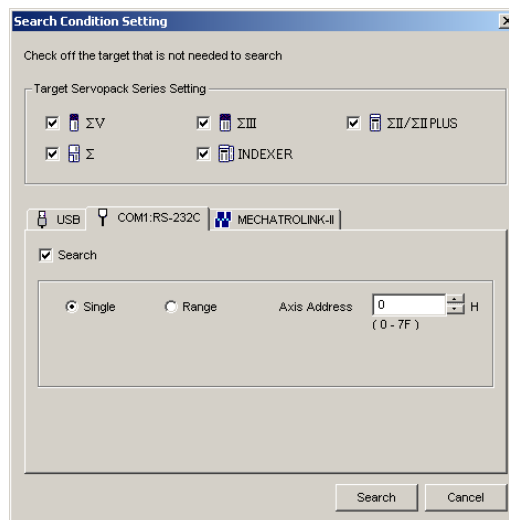 Search Condition Setting
Check off the target that is not needed to search
Target Servopack Series Setting
ΣV ΣIII ΣII/ΣII PLUS
Σ INDEXER
USB COM1:RS-232C MECHATROLINK-II
Search
Single Range Axis Address 0 H
( 0 - 7F )
Search Cancel